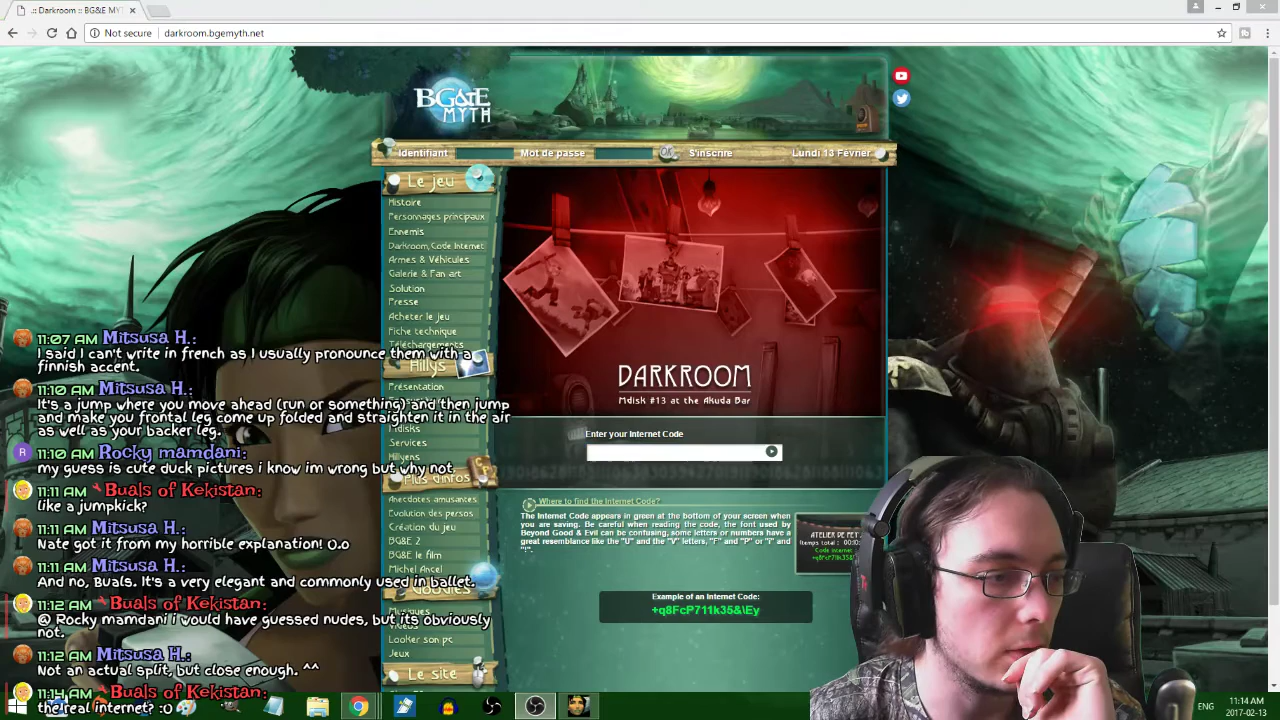 .:: Darkroom :: BG&E MYT
Not secure
darkroom.bgemyth.net
BG&E
MYTH
Identifiant
Mot de passe
OK
S'inscrire
Lundi 13 Février
Le jeu
Histoire
Personnages principaux
Ennemis
Darkroom, Code Internet
Armes & Véhicules
Galerie & Fan art
Solution
Presse
Acheter le jeu
Fiche technique
Téléchargements
Hillys
Présentation
Mdisks
Services
Hillyens
Plus d'infos
Anecdotes amusantes
Evolution des persos
Création du jeu
BG&E 2
BG&E le film
Michel Ancel
Goodies
Musiques
Vidéos
Looker son pc
Jeux
Le site
DARKROOM
Mdisk #13 at the Akuda Bar
Enter your Internet Code
Where to find the Internet Code?
The Internet Code appears in green at the bottom of your screen when
you are saving. Be careful when reading the code, the font used by
Beyond Good & Evil can be confusing, some letters or numbers have a
great resemblance like the "U" and the "V" letters, "F" and "P" or "i" and
Example of an Internet Code:
+q8FcP711k35&\Ey
11:07 AM Mitsusa H.:
I said I can't write in french as I usually pronounce them with a
finnish accent.
11:10 AM Mitsusa H.:
It's a jump where you move ahead (run or something) and then jump
and make you frontal leg come up folded and straighten it in the air
as well as your backer leg.
11:10 AM Rocky mamdani:
my guess is cute duck pictures i know im wrong but why not
11:11 AM Buals of Kekistan:
like a jumpkick?
11:11 AM Mitsusa H.:
Nate got it from my horrible explanation! O.o
11:11 AM Mitsusa H.:
And no, Buals. It's a very elegant and commonly used in ballet.
11:12 AM Buals of Kekistan:
@ Rocky mamdani i would have guessed nudes, but its obviously
not.
11:12 AM Mitsusa H.:
Not an actual split, but close enough. ^^
11:14 AM Buals of Kekistan:
the real internet? :O
ENG
11:14 AM
2017-02-13